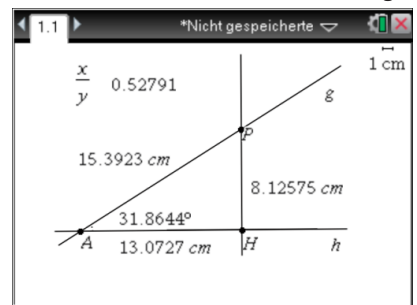 1.1 *Nicht gespeicherte
1 cm
x
y
0.52791
g
P
15.3923 cm
8.12575 cm
31.8644°
A
13.0727 cm
H
h